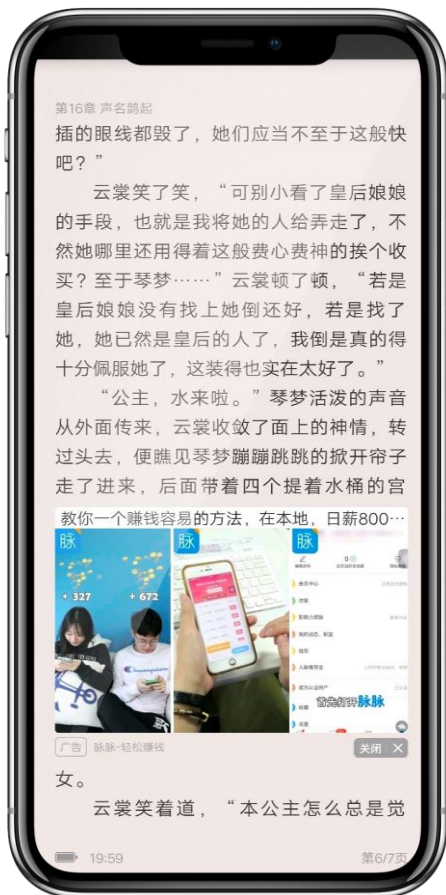 第16章 声名鹊起
插的眼线都毁了，她们应当不至于这般快
吧？”
云裳笑了笑，“可别小看了皇后娘娘
的手段，也就是我将她的人给弄走了，不
然她哪里还用得着这般费心费神的挨个收
买？至于琴梦……”云裳顿了顿，“若是
皇后娘娘没有找上她倒还好，若是找了
她，她已然是皇后的人了，我倒是真的得
十分佩服她了，这装得也实在太好了。”
“公主，水来啦。”琴梦活泼的声音
从外面传来，云裳收敛了面上的神情，转
过头去，便瞧见琴梦蹦蹦跳跳的掀开帘子
走了进来，后面带着四个提着水桶的宫
教你一个赚钱容易的方法，在本地，日薪800…
脉
脉
脉
+ 327
+ 672
Champion
首先打开脉脉
广告 脉脉-轻松赚钱
关闭 X
女。
云裳笑着道，“本公主怎么总是觉
19:59
第6/7页